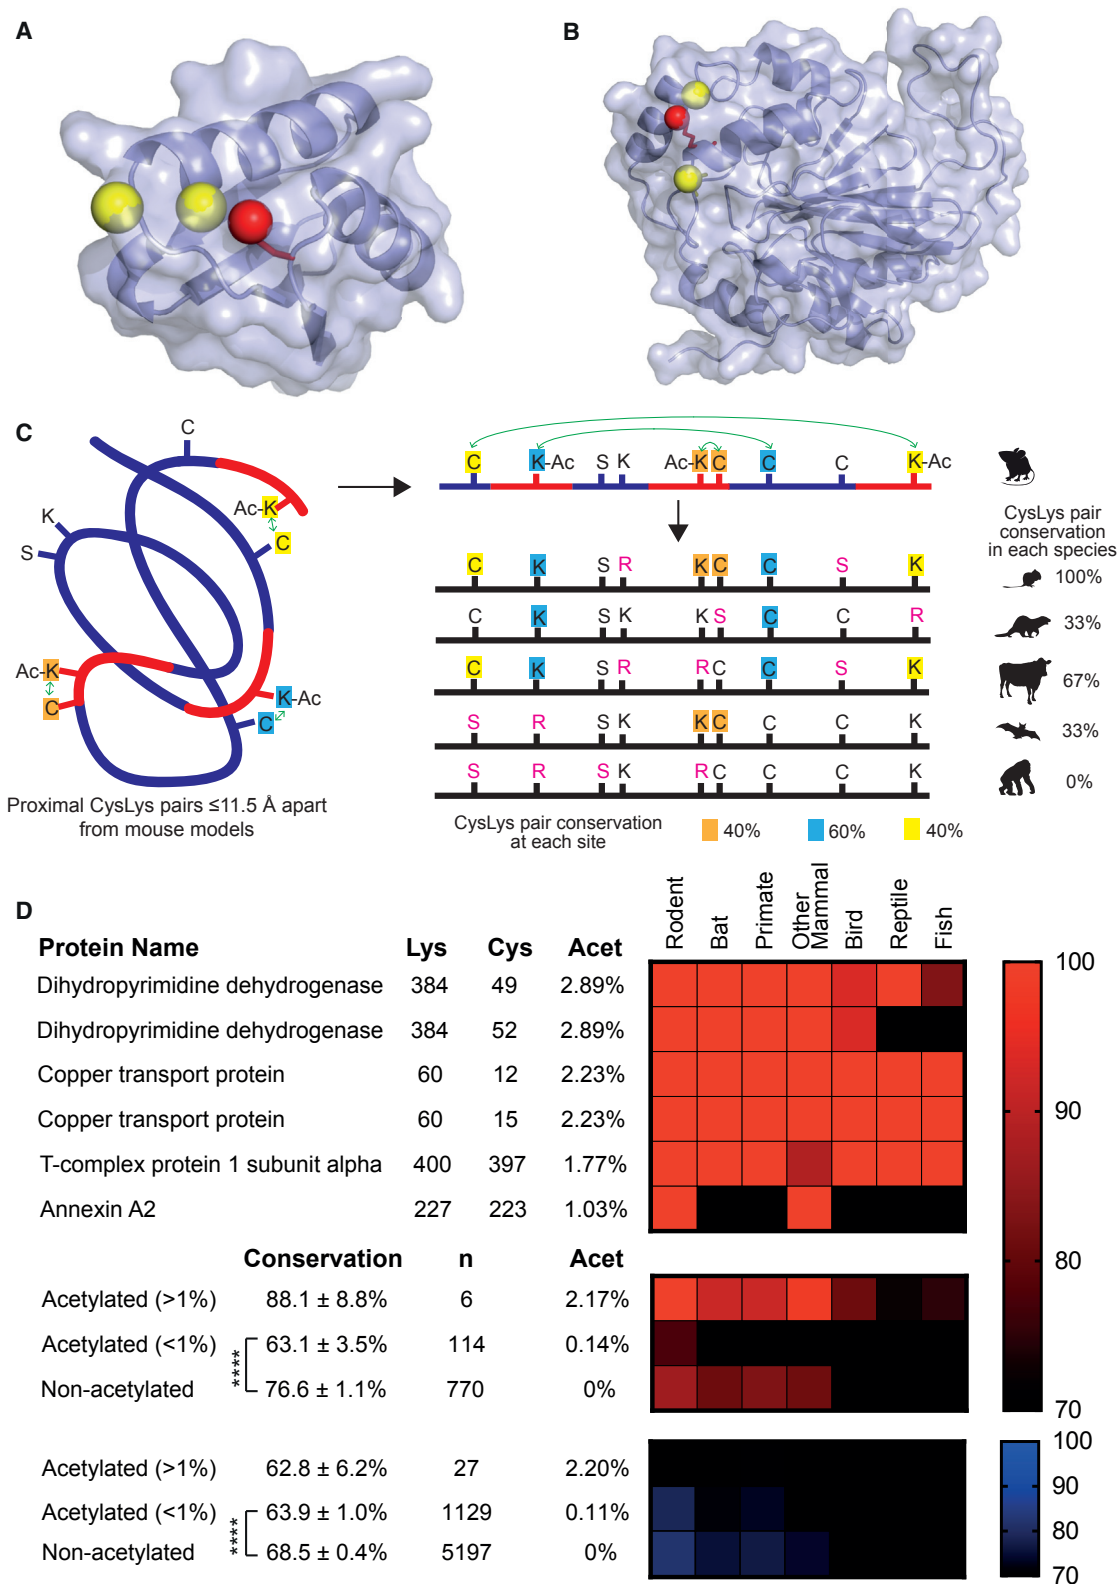 A
B
C
C
Ac-K
C
K
S
Ac-K
C
K-Ac
C
Proximal CysLys pairs ≤11.5 Å apart
from mouse models
C K-Ac S K Ac-K C C C K-Ac
CysLys pair
conservation
in each species
C K S R K C C S K 100%
C K S K K S C C R 33%
C K S R R C C S K 67%
S R S K K C C C K 33%
S R S K R C C C K 0%
CysLys pair conservation
at each site
40% 60% 40%
D
Rodent
Bat
Primate
Other
Mammal
Bird
Reptile
Fish
Protein Name Lys Cys Acet
Dihydropyrimidine dehydrogenase 384 49 2.89%
Dihydropyrimidine dehydrogenase 384 52 2.89%
Copper transport protein 60 12 2.23%
Copper transport protein 60 15 2.23%
T-complex protein 1 subunit alpha 400 397 1.77%
Annexin A2 227 223 1.03%
100
90
80
70
Conservation n Acet
Acetylated (>1%) 88.1 ± 8.8% 6 2.17%
Acetylated (<1%) 63.1 ± 3.5% 114 0.14%
Non-acetylated 76.6 ± 1.1% 770 0%
****
Acetylated (>1%) 62.8 ± 6.2% 27 2.20%
Acetylated (<1%) 63.9 ± 1.0% 1129 0.11%
Non-acetylated 68.5 ± 0.4% 5197 0%
****
100
90
80
70